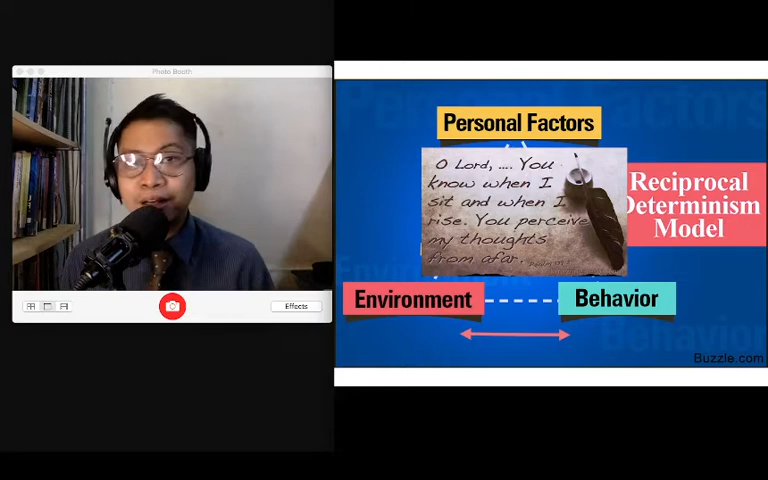 Photo Booth
Effects
Personal Factors
O Lord, .... You
know when I
sit and when I
rise. You perceive
my thoughts
from afar.
Reciprocal
Determinism
Model
Environment
Behavior
Buzzle.com